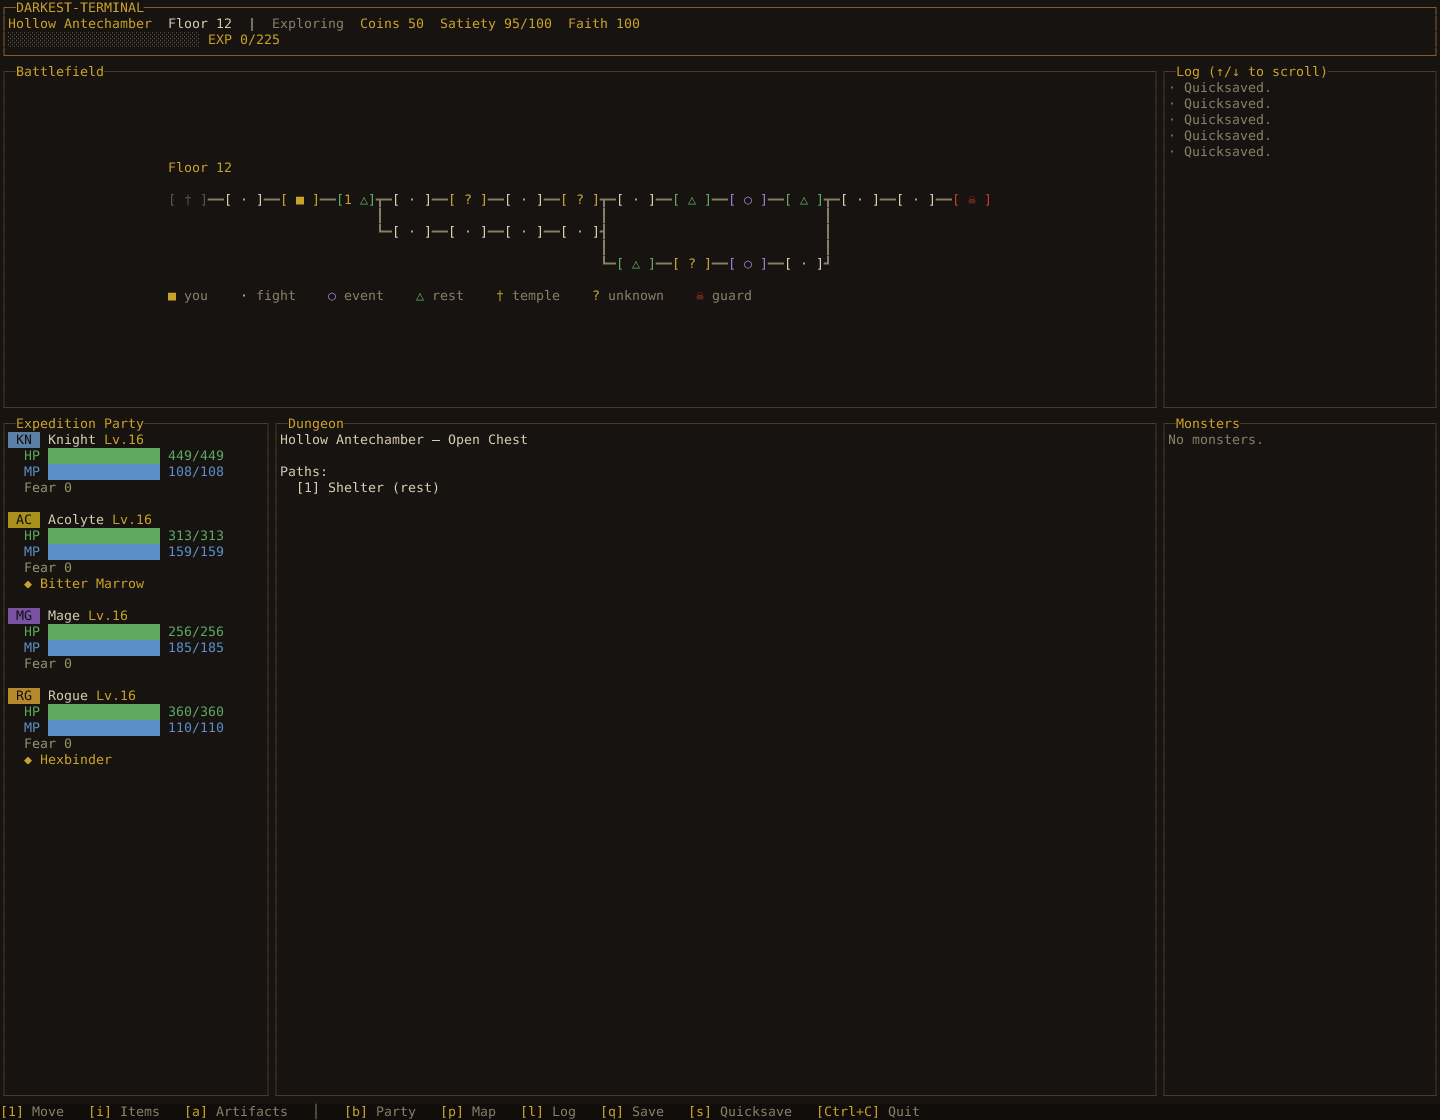 DARKEST-TERMINAL
Hollow Antechamber  Floor 12  |  Exploring  Coins 50  Satiety 95/100  Faith 100
EXP 0/225
Battlefield
Floor 12
[ † ]──[ · ]──[ ■ ]──[1 △]┬─[ · ]──[ ? ]──[ · ]──[ ? ]┬─[ · ]──[ △ ]──[ ○ ]──[ △ ]┬─[ · ]──[ · ]──[ ☠ ]
└─[ · ]──[ · ]──[ · ]──[ · ]┤
└─[ △ ]──[ ? ]──[ ○ ]──[ · ]┘
■ you    · fight    ○ event    △ rest    † temple    ? unknown    ☠ guard
Log (↑/↓ to scroll)
· Quicksaved.
· Quicksaved.
· Quicksaved.
· Quicksaved.
· Quicksaved.
Expedition Party
KN  Knight Lv.16
HP 449/449
MP 108/108
Fear 0
AC  Acolyte Lv.16
HP 313/313
MP 159/159
Fear 0
◆ Bitter Marrow
MG  Mage Lv.16
HP 256/256
MP 185/185
Fear 0
RG  Rogue Lv.16
HP 360/360
MP 110/110
Fear 0
◆ Hexbinder
Dungeon
Hollow Antechamber — Open Chest
Paths:
[1] Shelter (rest)
Monsters
No monsters.
[1] Move   [i] Items   [a] Artifacts   │   [b] Party   [p] Map   [l] Log   [q] Save   [s] Quicksave   [Ctrl+C] Quit